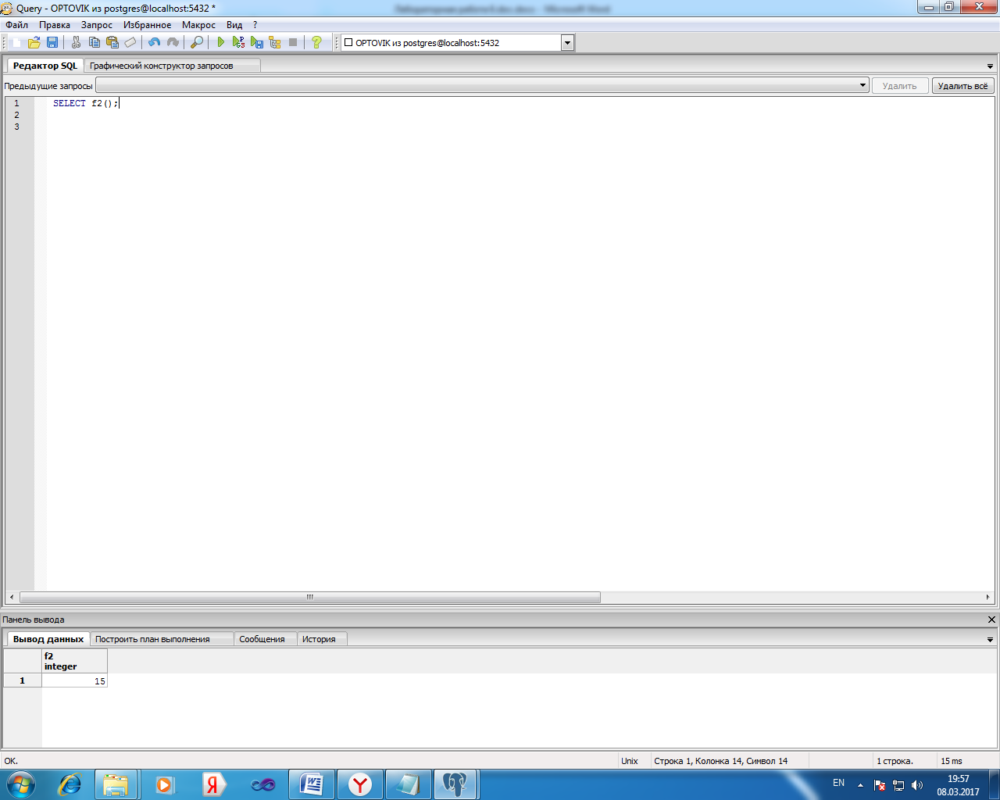 Query - OPTOVIK из postgres@localhost:5432 *
Файл Правка Запрос Избранное Макрос Вид ?
OPTOVIK из postgres@localhost:5432
Редактор SQL Графический конструктор запросов
Предыдущие запросы Удалить Удалить всё
1 SELECT f2();
2
3
Панель вывода
Вывод данных Построить план выполнения Сообщения История
f2
integer
1 15
OK. Unix Строка 1, Колонка 14, Символ 14 1 строка. 15 ms
EN 19:57
08.03.2017